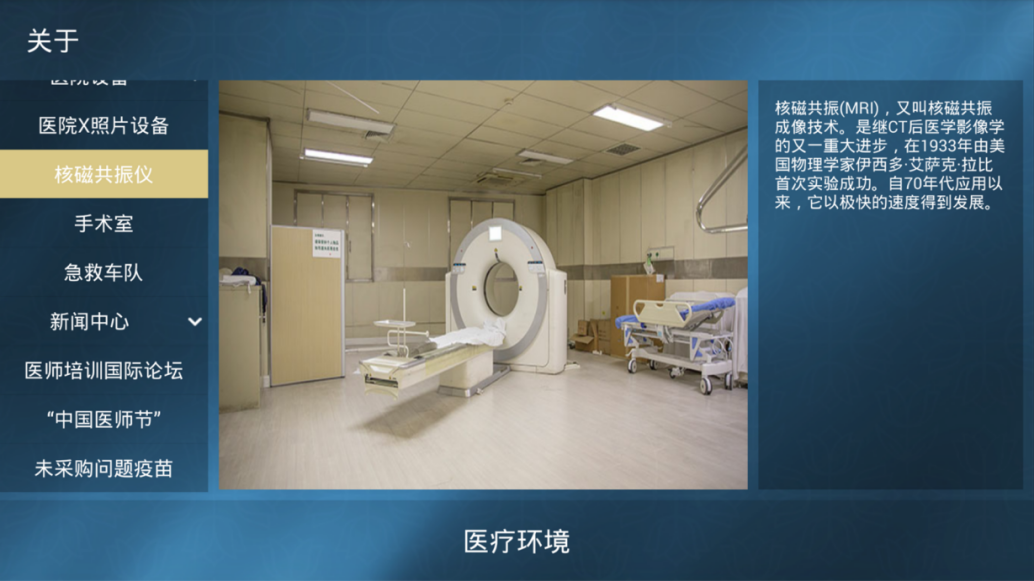 关于
医院设备
医院X照片设备
核磁共振仪
手术室
急救车队
新闻中心
医师培训国际论坛
“中国医师节”
未采购问题疫苗
核磁共振(MRI)，又叫核磁共振
成像技术。是继CT后医学影像学
的又一重大进步，在1933年由美
国物理学家伊西多·艾萨克·拉比
首次实验成功。自70年代应用以
来，它以极快的速度得到发展。
医疗环境